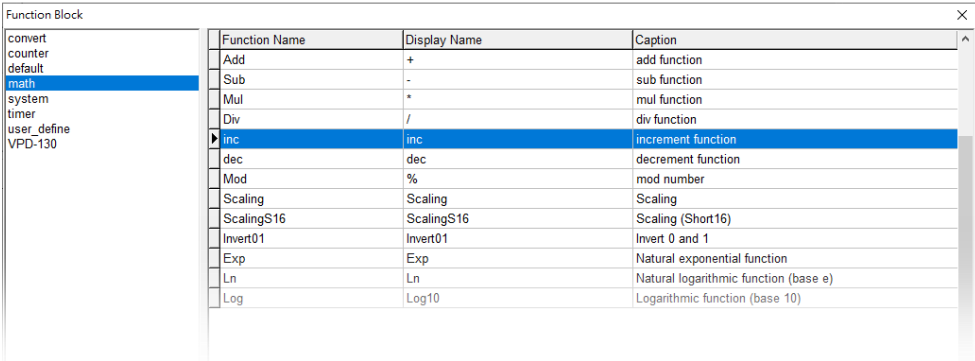 Function Block
convert
counter
default
math
system
timer
user_define
VPD-130
Function Name Display Name Caption
Add + add function
Sub - sub function
Mul * mul function
Div / div function
inc inc increment function
dec dec decrement function
Mod % mod number
Scaling Scaling Scaling
ScalingS16 ScalingS16 Scaling (Short16)
Invert01 Invert01 Invert 0 and 1
Exp Exp Natural exponential function
Ln Ln Natural logarithmic function (base e)
Log Log10 Logarithmic function (base 10)